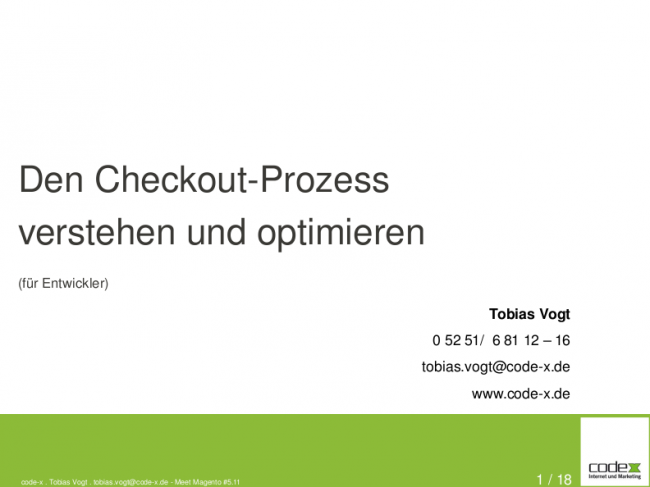 Den Checkout-Prozess
verstehen und optimieren
(für Entwickler)
Tobias Vogt
0 52 51/ 6 81 12 – 16
tobias.vogt@code-x.de
www.code-x.de
code-x . Tobias Vogt . tobias.vogt@code-x.de - Meet Magento #5.11
1 / 18
codex
Internet und Marketing